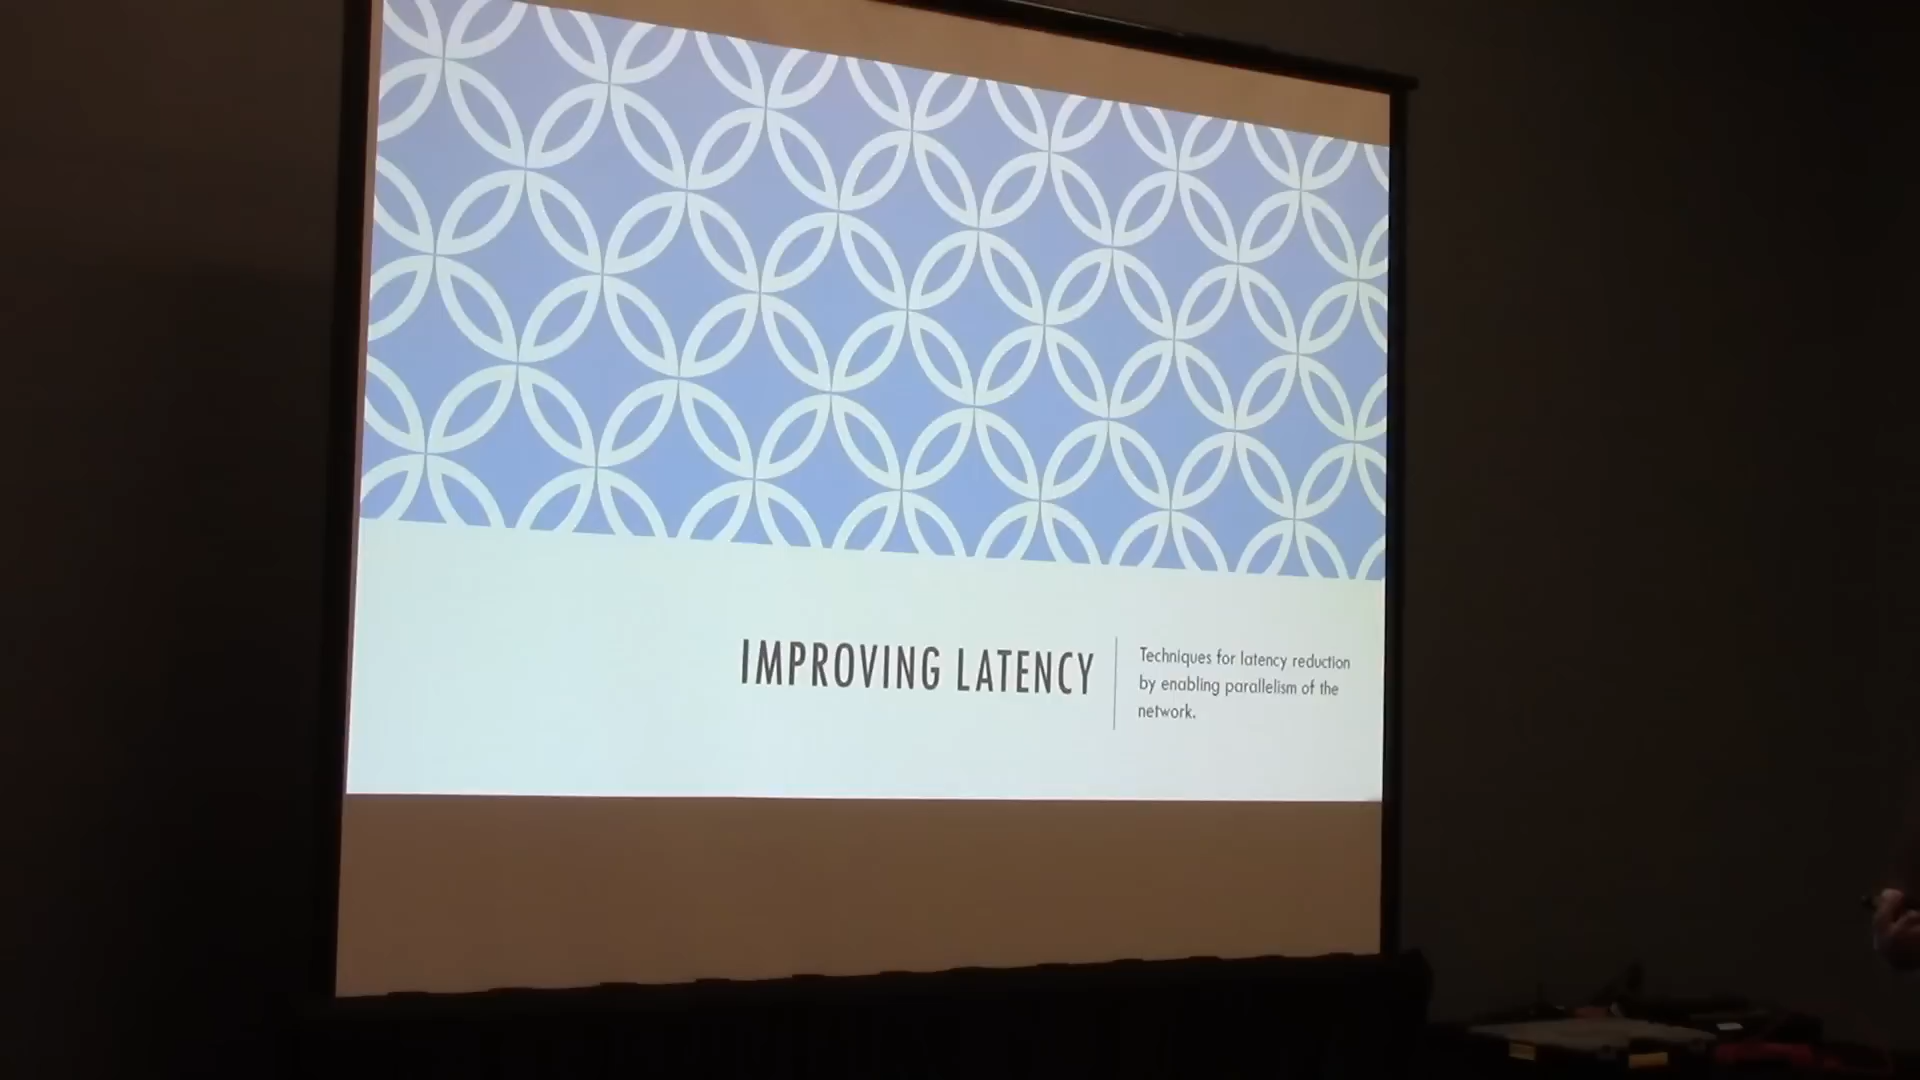 IMPROVING LATENCY
Techniques for latency reduction
by enabling parallelism of the
network.